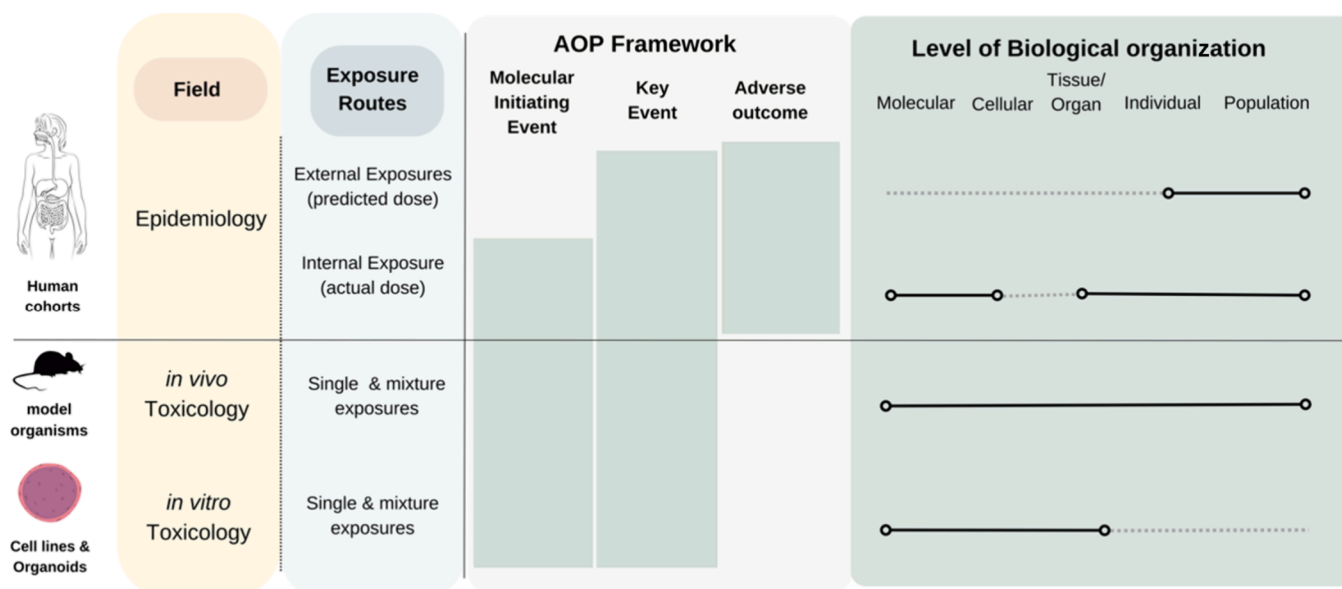 AOP Framework
Level of Biological organization
Field
Exposure
Routes
Molecular
Initiating
Event
Key
Event
Adverse
outcome
Molecular
Cellular
Tissue/
Organ
Individual
Population
Human
cohorts
Epidemiology
External Exposures
(predicted dose)
Internal Exposure
(actual dose)
model
organisms
in vivo
Toxicology
Single & mixture
exposures
Cell lines &
Organoids
in vitro
Toxicology
Single & mixture
exposures